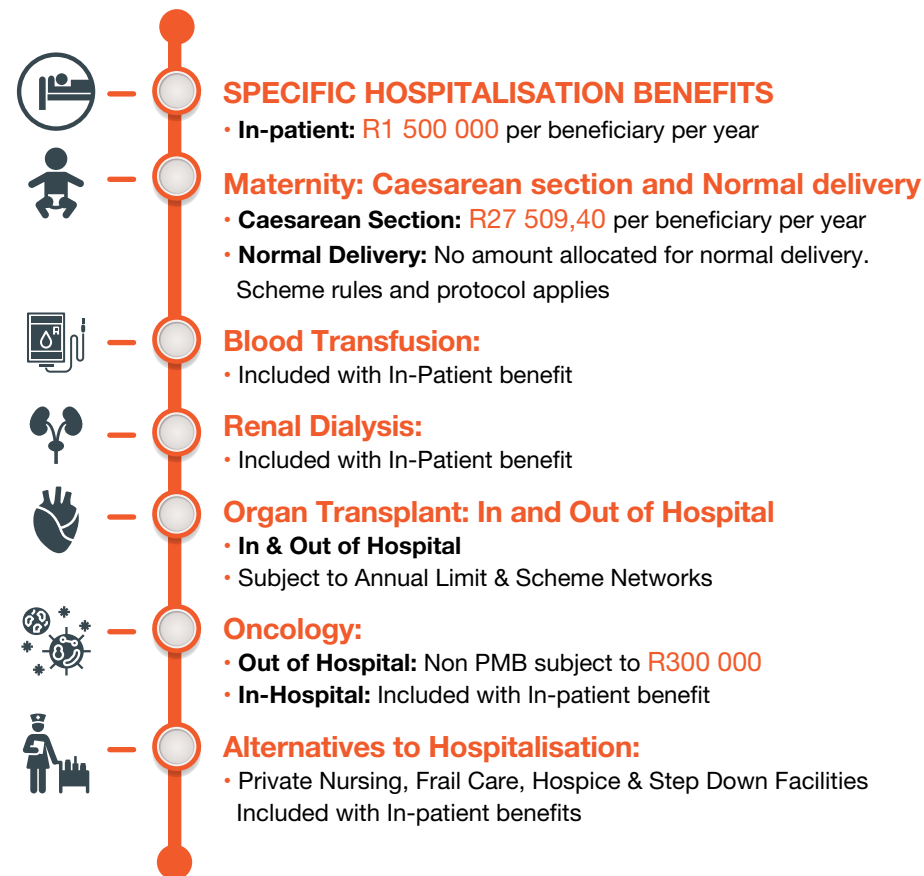 SPECIFIC HOSPITALISATION BENEFITS
• In-patient: R1 500 000 per beneficiary per year
Maternity: Caesarean section and Normal delivery
• Caesarean Section: R27 509,40 per beneficiary per year
• Normal Delivery: No amount allocated for normal delivery.
Scheme rules and protocol applies
Blood Transfusion:
• Included with In-Patient benefit
Renal Dialysis:
• Included with In-Patient benefit
Organ Transplant: In and Out of Hospital
• In & Out of Hospital
• Subject to Annual Limit & Scheme Networks
Oncology:
• Out of Hospital: Non PMB subject to R300 000
• In-Hospital: Included with In-patient benefit
Alternatives to Hospitalisation:
• Private Nursing, Frail Care, Hospice & Step Down Facilities
Included with In-patient benefits